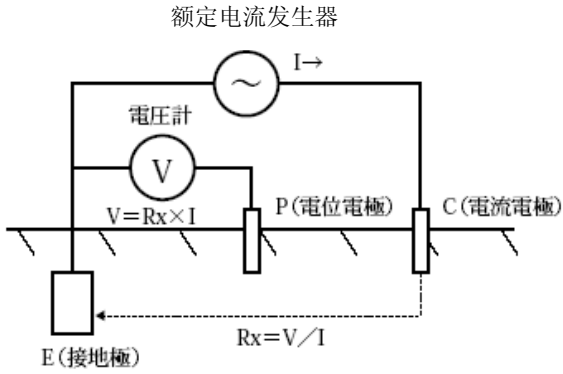 额定电流发生器
I→
電圧計
V
V=Rx×I
P(電位電極)
C(電流電極)
Rx=V/I
E(接地極)